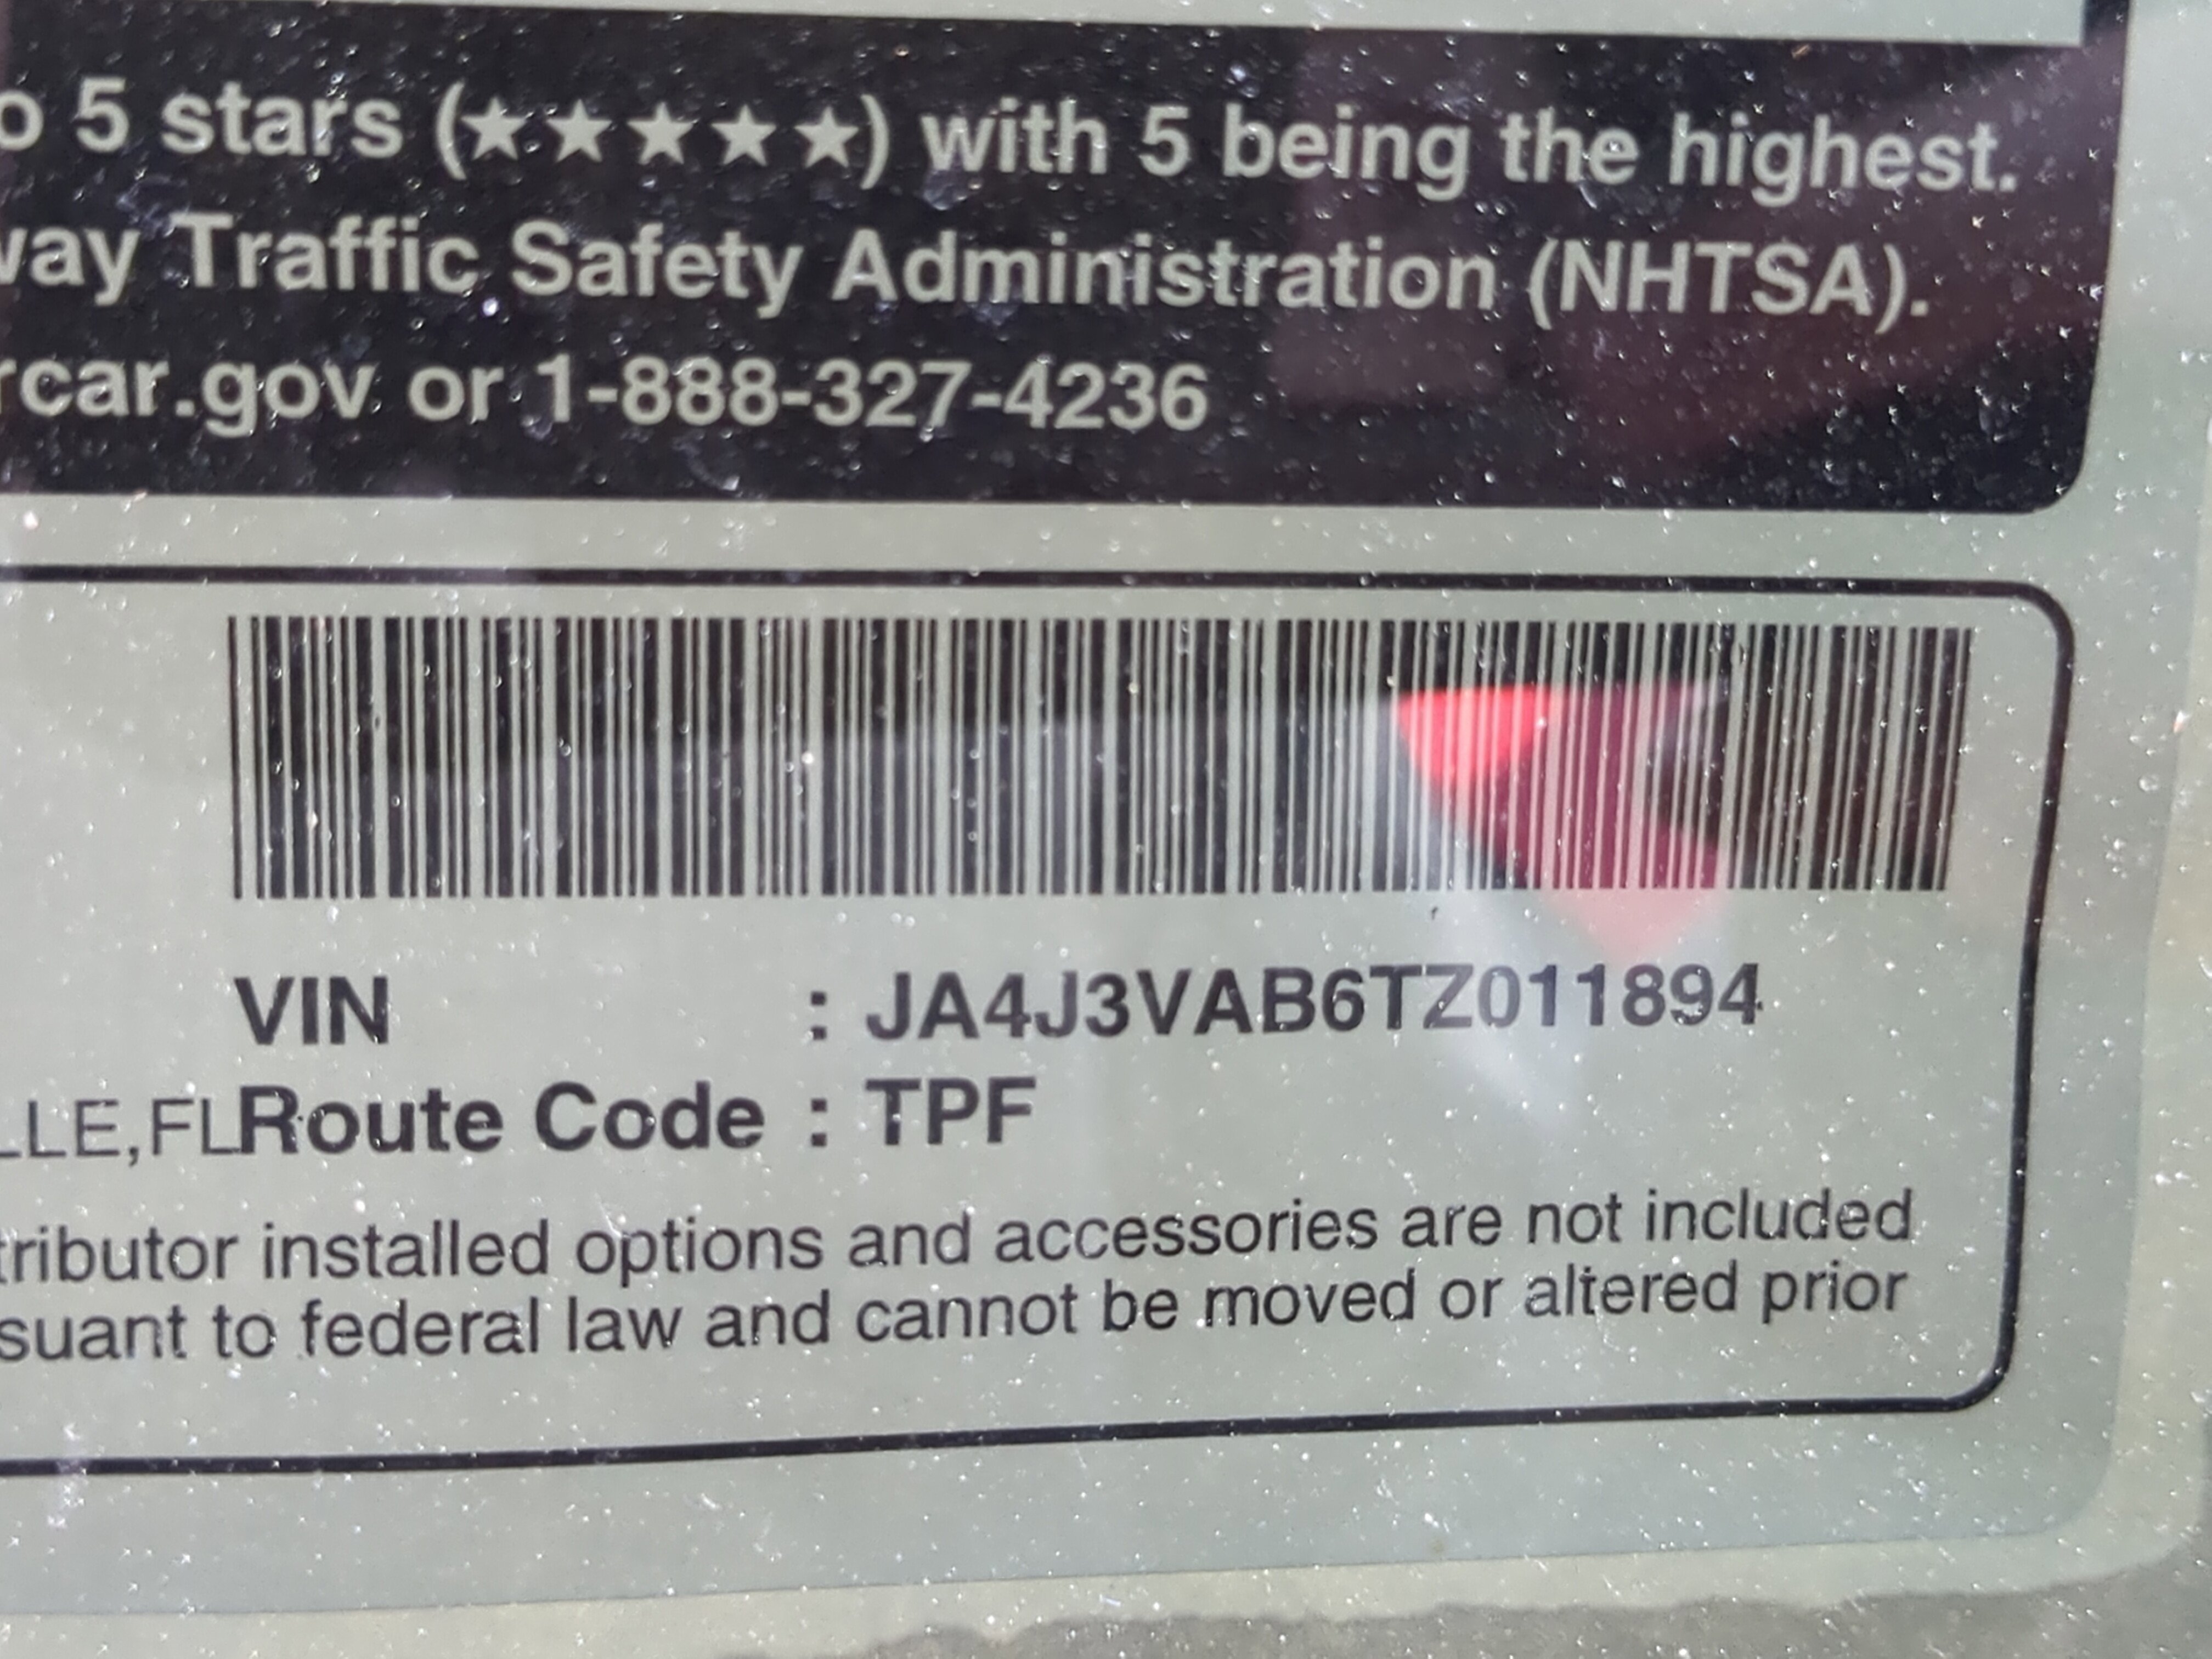 o 5 stars (★★★★★) with 5 being the highest.
way Traffic Safety Administration (NHTSA).
rcar.gov or 1-888-327-4236
VIN : JA4J3VAB6TZ011894
LLE,FL Route Code : TPF
tributor installed options and accessories are not included
suant to federal law and cannot be moved or altered prior